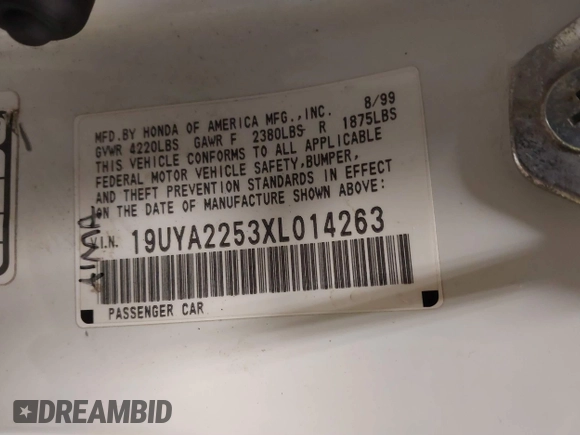 MFD.BY HONDA OF AMERICA MFG.,INC. 8/99
GVWR 4220LBS GAWR F 2380LBS R 1875LBS
THIS VEHICLE CONFORMS TO ALL APPLICABLE
FEDERAL MOTOR VEHICLE SAFETY,BUMPER,
AND THEFT PREVENTION STANDARDS IN EFFECT
ON THE DATE OF MANUFACTURE SHOWN ABOVE:
V.I.N. 19UYA2253XL014263
PASSENGER CAR
DREAMBID